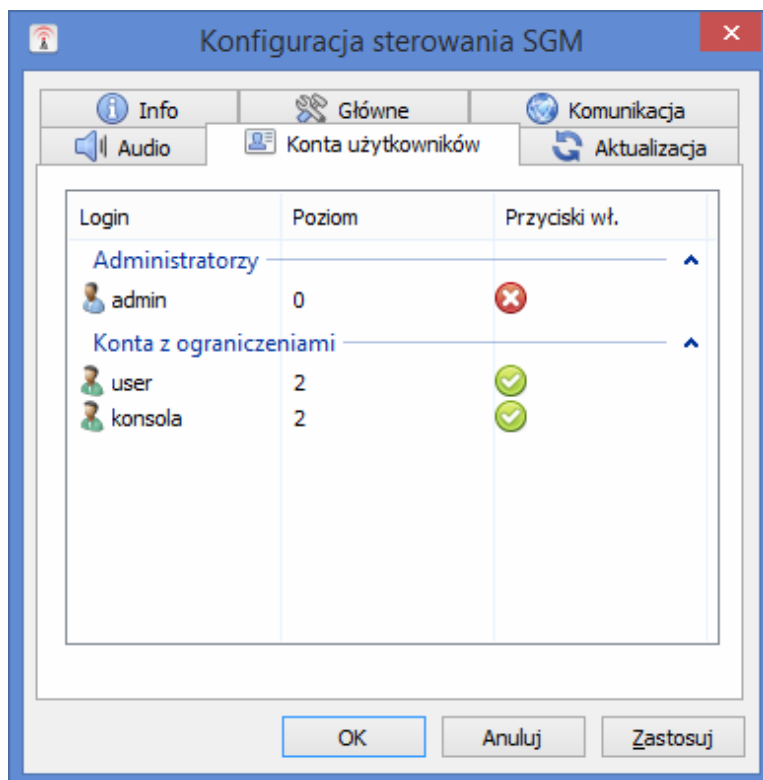 Konfiguracja sterowania SGM
Info Główne Komunikacja
Audio Konta użytkowników Aktualizacja
Login Poziom Przyciski wł.
Administratorzy
admin 0
Konta z ograniczeniami
user 2
konsola 2
OK Anuluj Zastosuj